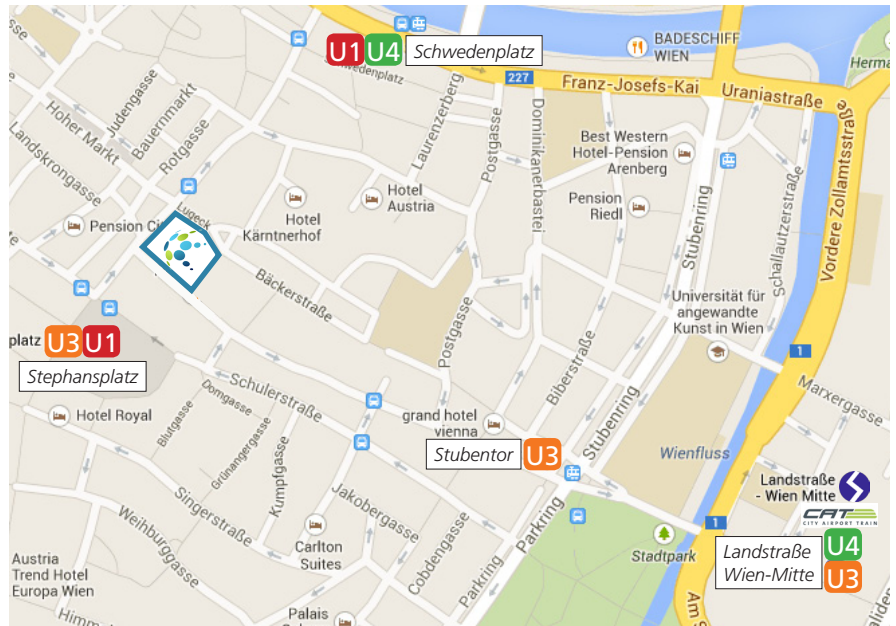 U1 U4 Schwedenplatz
wedenplatz
BADESCHIFF
WIEN
Herma
227
Franz-Josefs-Kai
Uraniastraße
Judengasse
Bauernmarkt
Rotgasse
Hoher Markt
Landskrongasse
Laurenzerberg
Postgasse
Dominikanerbastei
Best Western
Hotel-Pension
Arenberg
Vordere Zollamtsstraße
Schallautzerstraße
Stubenring
Pension
Riedl
Hotel
Austria
Hotel
Kärntnerhof
Lugeck
Pension Ci
Bäckerstraße
Universität für
angewandte
Kunst in Wien
platz U3 U1
Stephansplatz
Postgasse
Biberstraße
1
Marxergasse
Schulerstraße
Domgasse
Blutgasse
Grünangergasse
Kumpfgasse
Hotel Royal
grand hotel
vienna
Stubentor U3
Stubenring
Wienfluss
Landstraße
- Wien Mitte
CAT
CITY AIRPORT TRAIN
Singerstraße
Jakobergasse
Weihburggasse
Carlton
Suites
Cobdengasse
Parkring
Parkring
Stadtpark
1
Landstraße
Wien-Mitte
U4
U3
Austria
Trend Hotel
Europa Wien
Himm
Palais
Am S
aliden